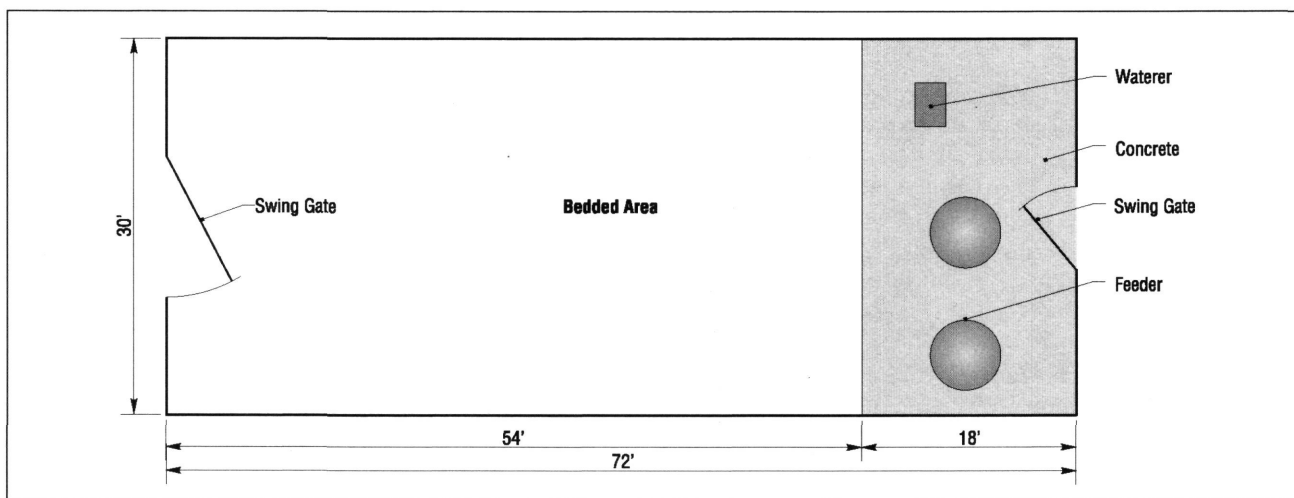 Waterer
Concrete
Swing Gate
Bedded Area
Swing Gate
30'
Feeder
54'
18'
72'